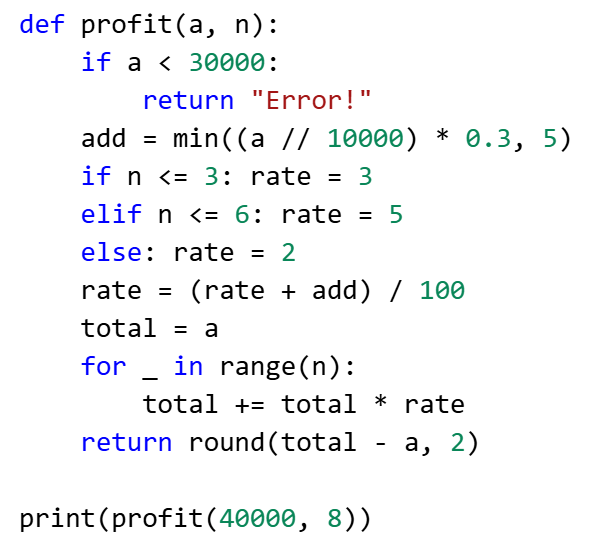 def profit(a, n):
    if a < 30000:
        return "Error!"
    add = min((a // 10000) * 0.3, 5)
    if n <= 3: rate = 3
    elif n <= 6: rate = 5
    else: rate = 2
    rate = (rate + add) / 100
    total = a
    for _ in range(n):
        total += total * rate
    return round(total - a, 2)

print(profit(40000, 8))